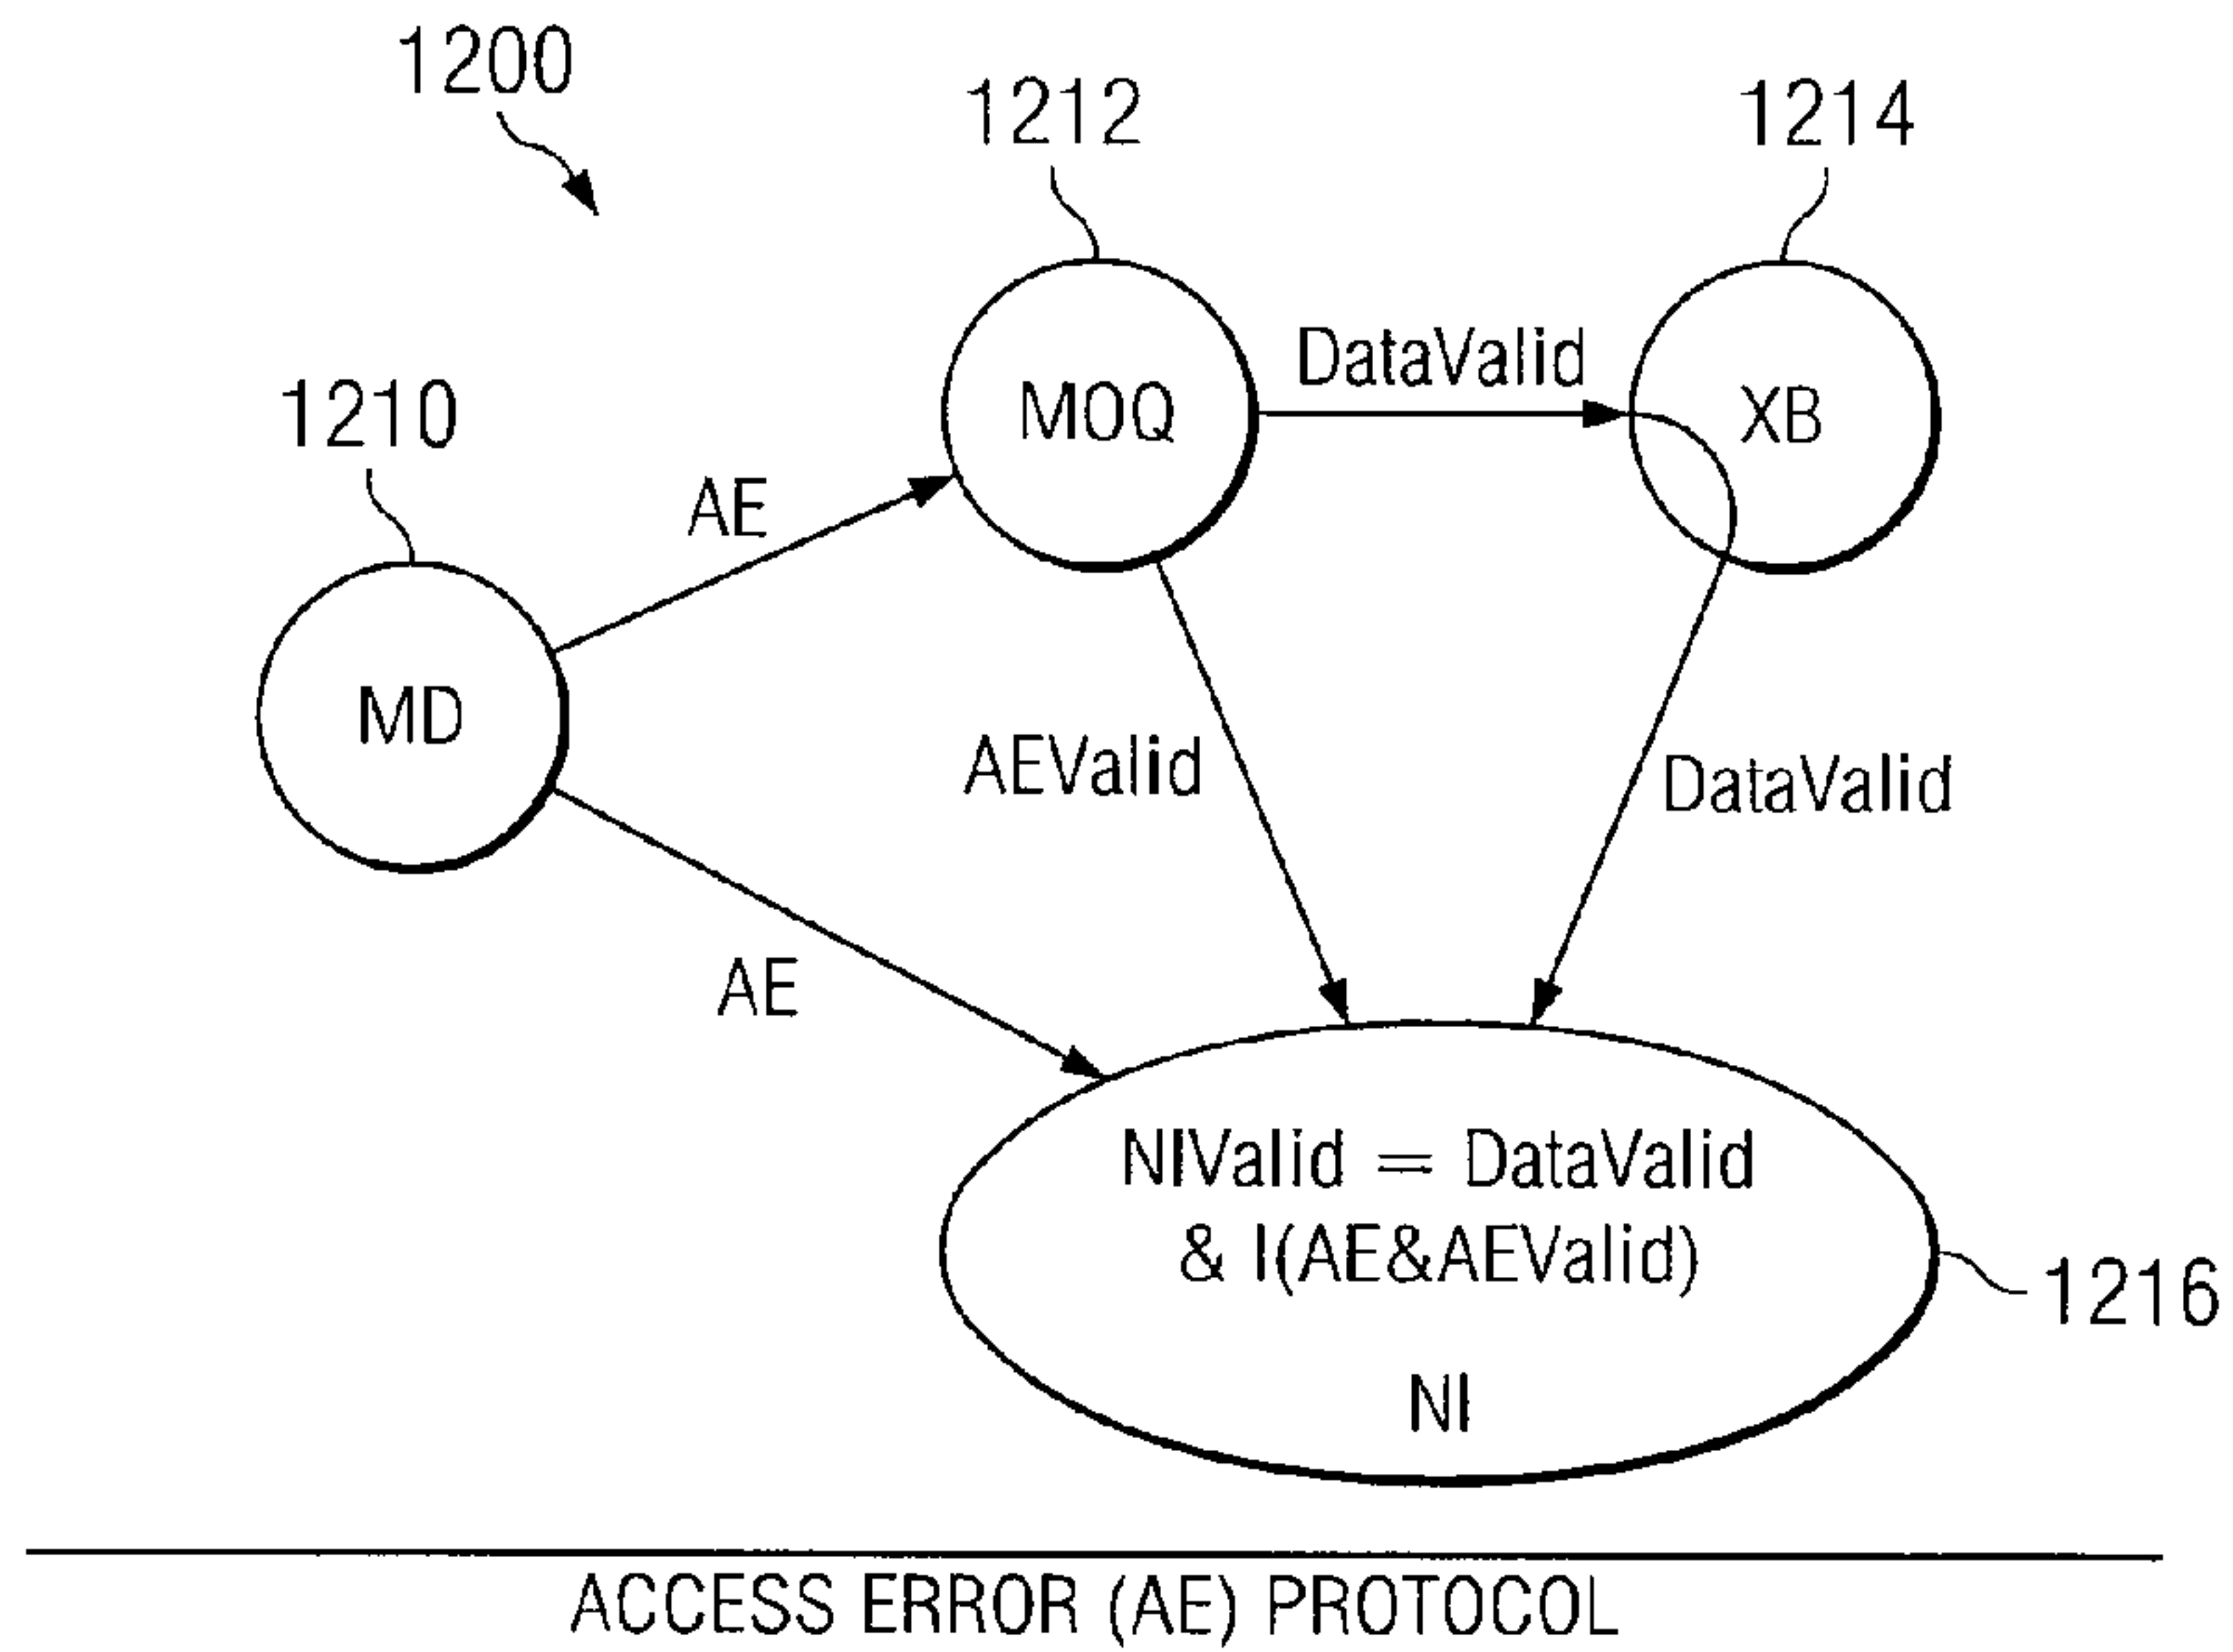 1200
1212
1214
1210
MOQ
DataValid
XB
AE
MD
AEValid
DataValid
AE
NIValid = DataValid
& I(AE&AEValid)
NI
1216
ACCESS ERROR (AE) PROTOCOL